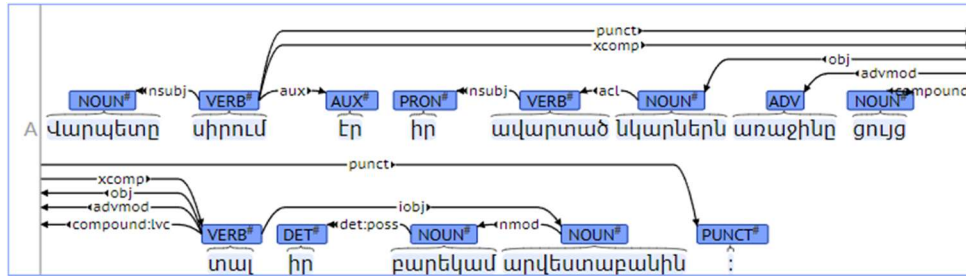 punct
xcomp
obj
advmod
NOUN# nsubj VERB# aux AUX# PRON# nsubj VERB# acl NOUN# ADV NOUN# compound
A Վարպետը սիրում էր իր ավարտած նկարներն առաջինը ցույց
punct
xcomp
obj
advmod iobj
compound:lvc VERB# DET# det:poss NOUN# nmod NOUN# PUNCT#
տալ իր բարեկամ արվեստաբանին :